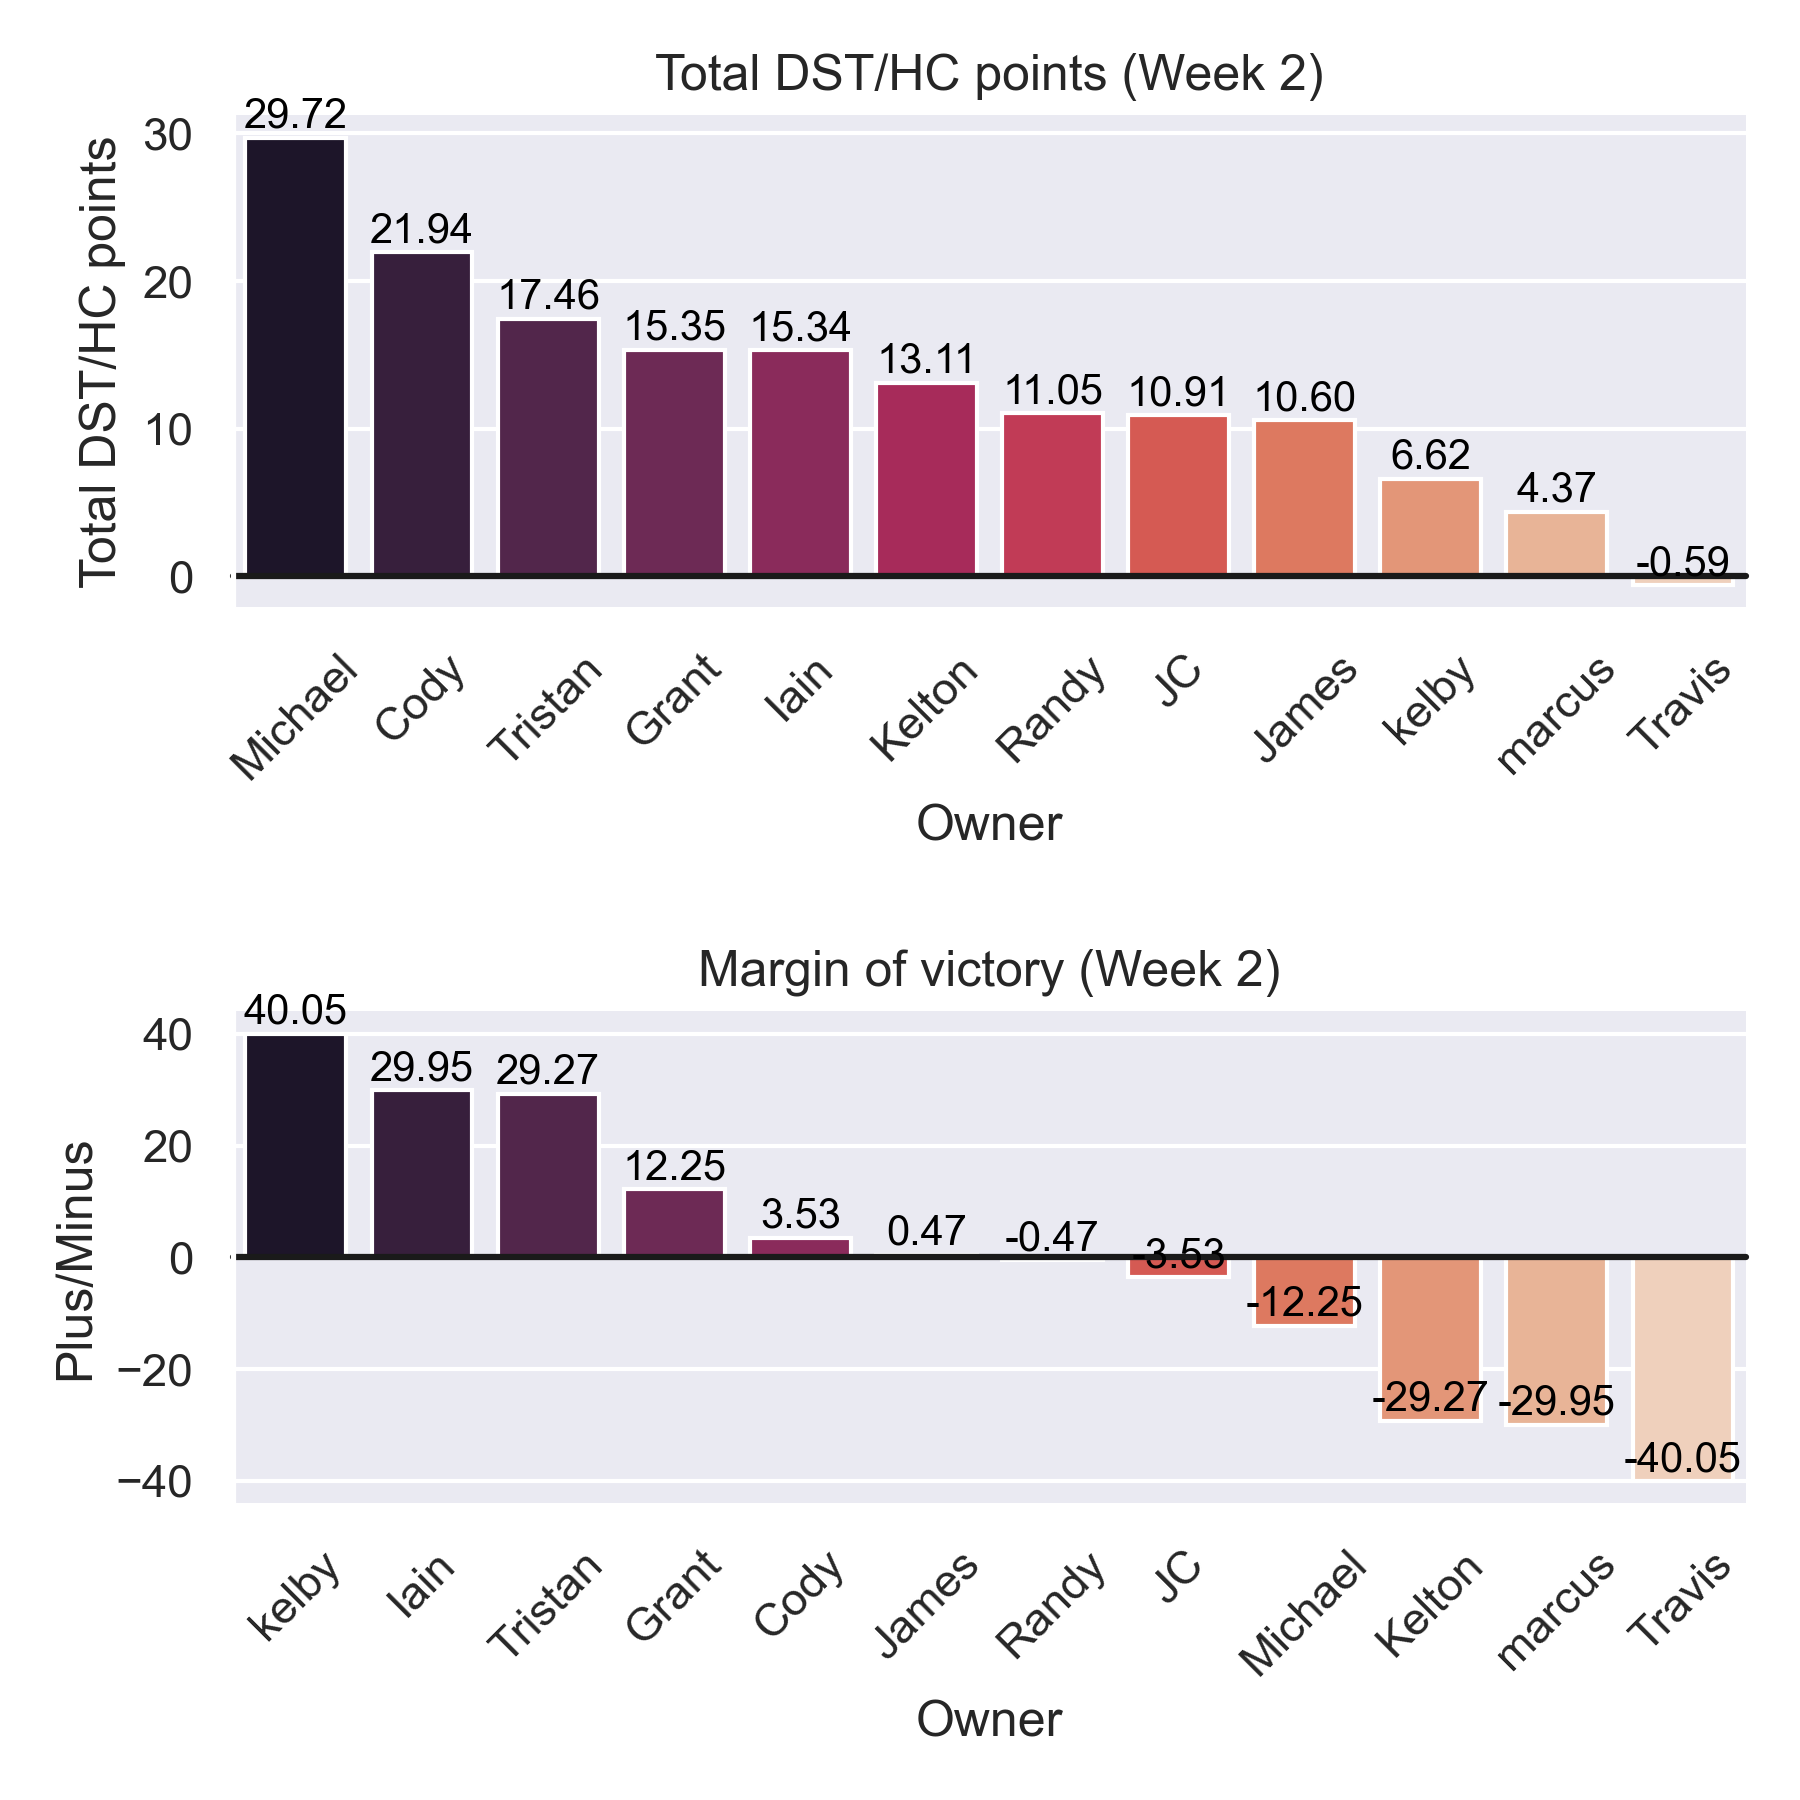 Total DST/HC points (Week 2)
Total DST/HC points
30
20
10
0
29.72
21.94
17.46
15.35
15.34
13.11
11.05
10.91
10.60
6.62
4.37
-0.59
Michael
Cody
Tristan
Grant
Iain
Kelton
Randy
JC
James
kelby
marcus
Travis
Owner
Margin of victory (Week 2)
Plus/Minus
40
20
0
−20
−40
40.05
29.95
29.27
12.25
3.53
0.47
-0.47
-3.53
-12.25
-29.27
-29.95
-40.05
kelby
Iain
Tristan
Grant
Cody
James
Randy
JC
Michael
Kelton
marcus
Travis
Owner